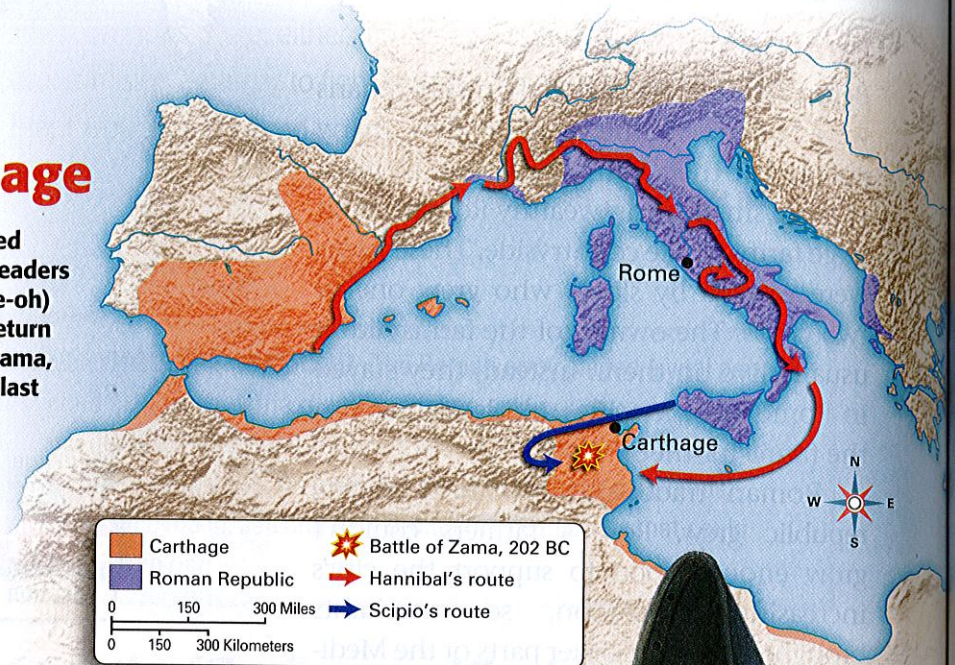 age
ed
eaders
e-oh)
eturn
ama,
last
Rome
Carthage
N
W E
S
Carthage
Roman Republic
Battle of Zama, 202 BC
Hannibal's route
Scipio's route
0 150 300 Miles
0 150 300 Kilometers